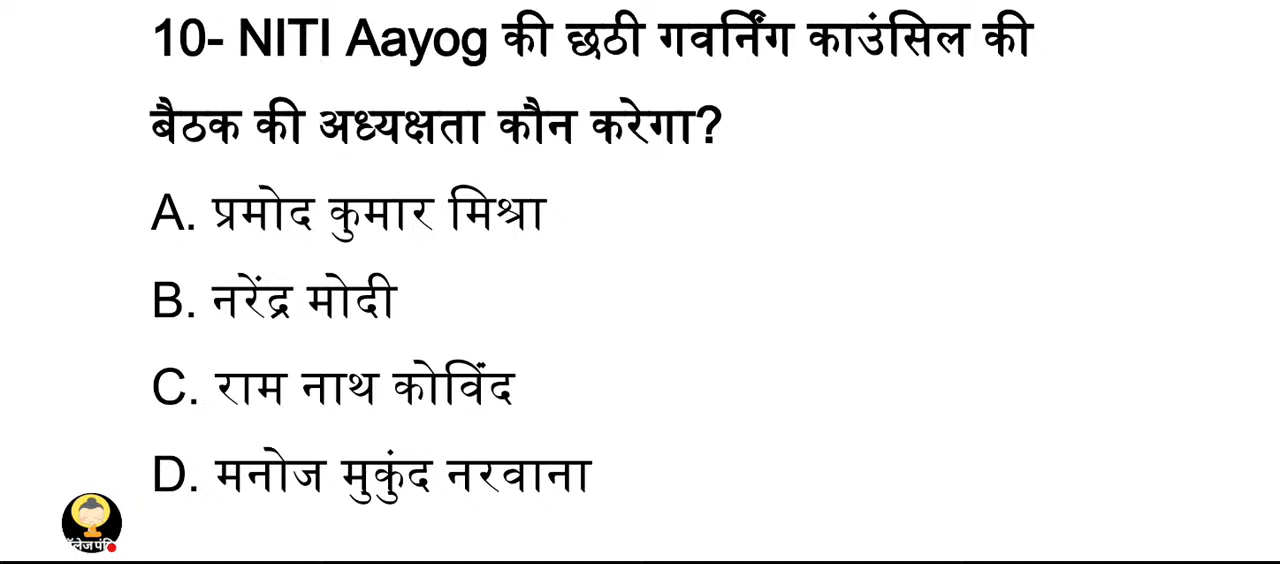 10- NITI Aayog की छठी गवर्निंग काउंसिल की
बैठक की अध्यक्षता कौन करेगा?
A. प्रमोद कुमार मिश्रा
B. नरेंद्र मोदी
C. राम नाथ कोविंद
D. मनोज मुकुंद नरवाना